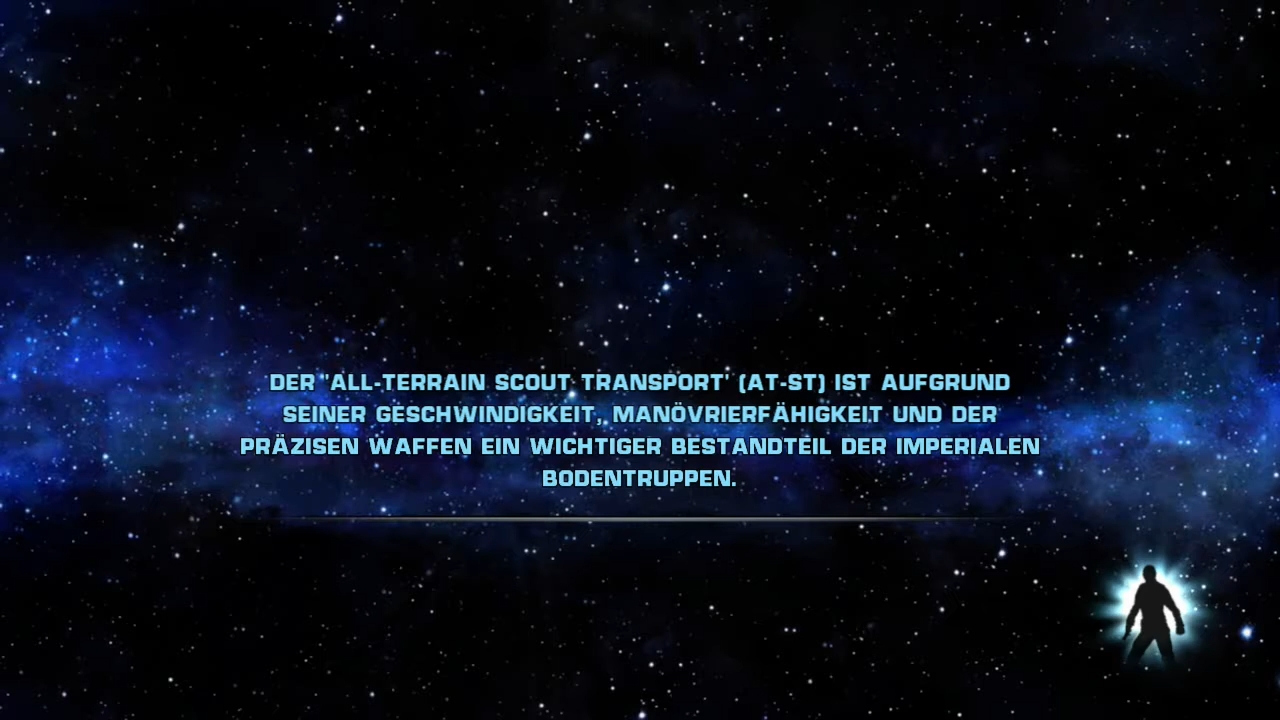 DER "ALL-TERRAIN SCOUT TRANSPORT" (AT-ST) IST AUFGRUND
SEINER GESCHWINDIGKEIT, MANÖVRIERFÄHIGKEIT UND DER
PRÄZISEN WAFFEN EIN WICHTIGER BESTANDTEIL DER IMPERIALEN
BODENTRUPPEN.